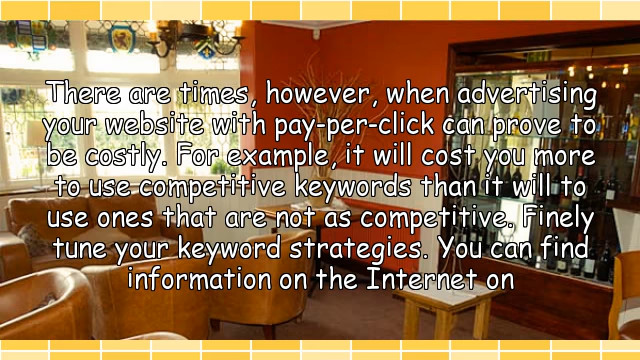 There are times, however, when advertising
your website with pay-per-click can prove to
be costly. For example, it will cost you more
to use competitive keywords than it will to
use ones that are not as competitive. Finely
tune your keyword strategies. You can find
information on the Internet on